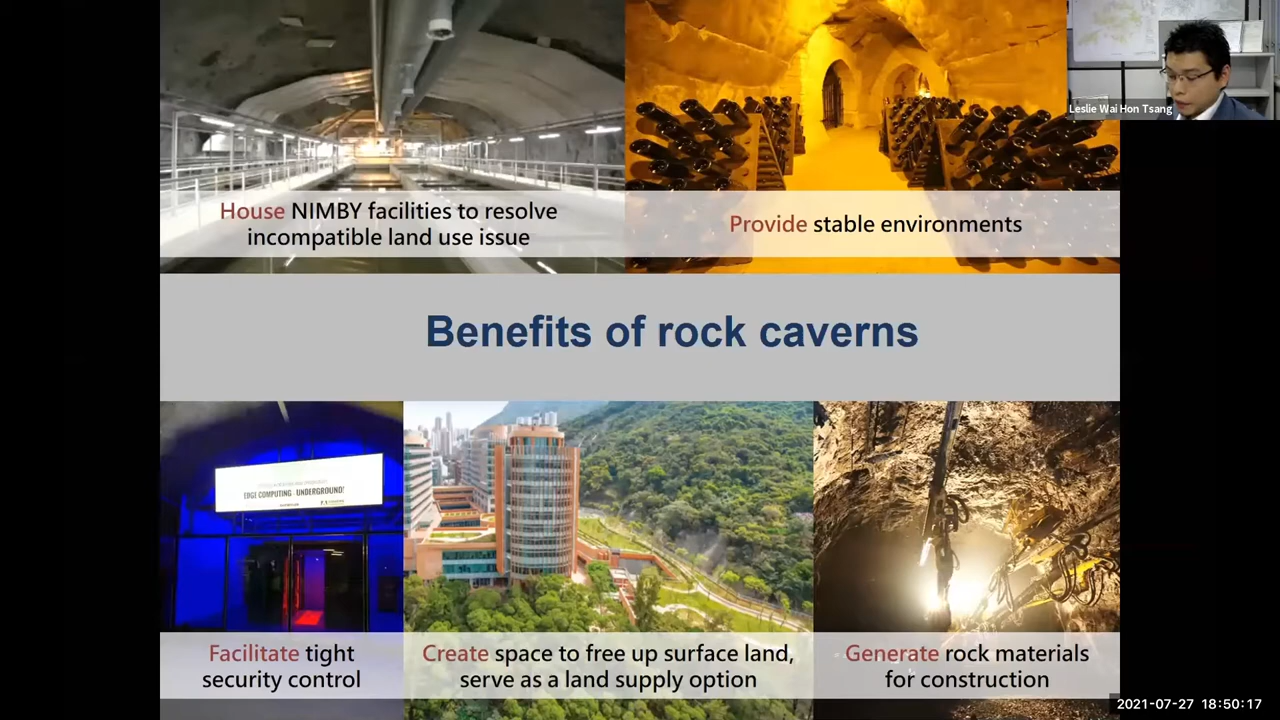 Leslie Wai Hon Tsang
House NIMBY facilities to resolve
incompatible land use issue
Provide stable environments
Benefits of rock caverns
EDGE COMPUTING UNDERGROUND!
Facilitate tight
security control
Create space to free up surface land,
serve as a land supply option
Generate rock materials
for construction
2021-07-27 18:50:17